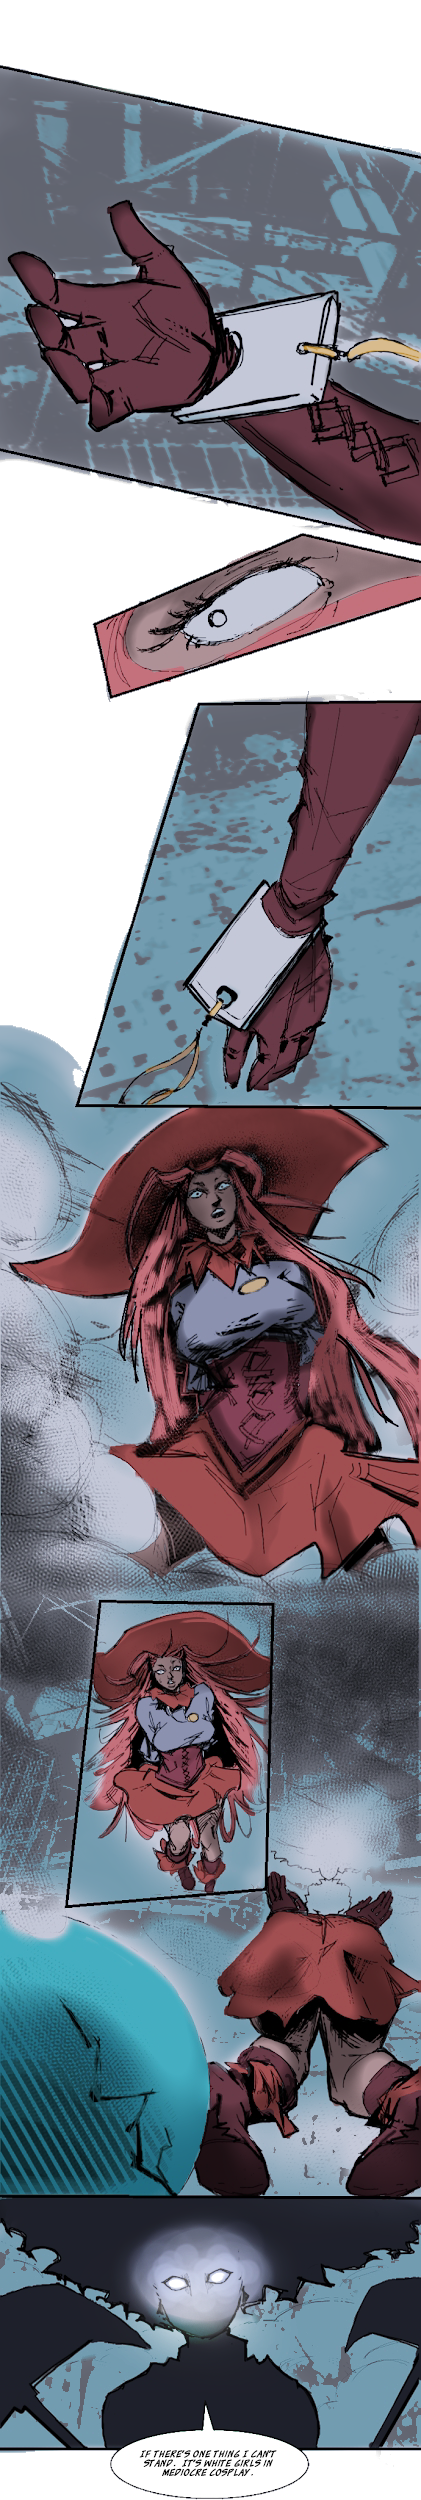 IF THERE'S ONE THING I CAN'T
STAND. IT'S WHITE GIRLS IN
MEDIOCRE COSPLAY.